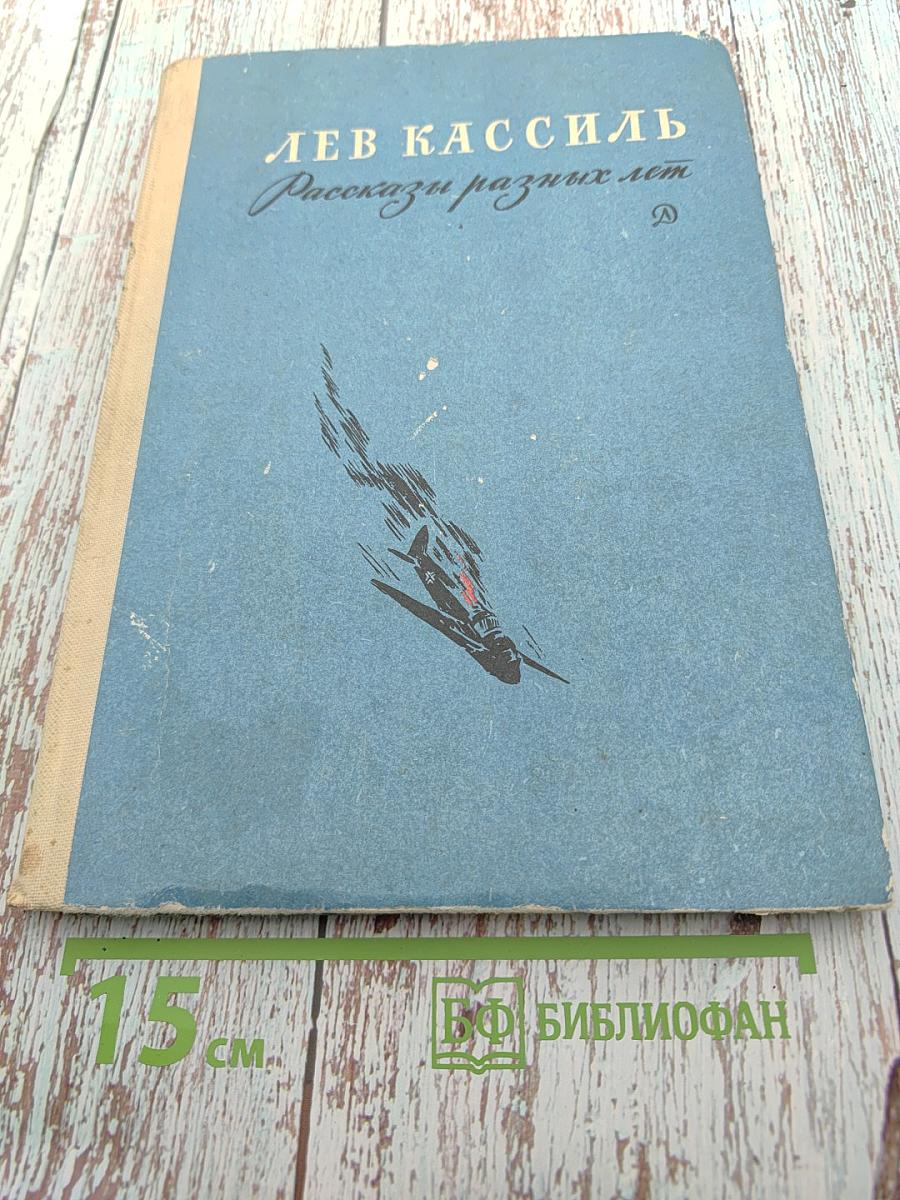 ЛЕВ КАССИЛЬ
Рассказы разных лет
Д
15 см
БФ БИБЛИОФАН